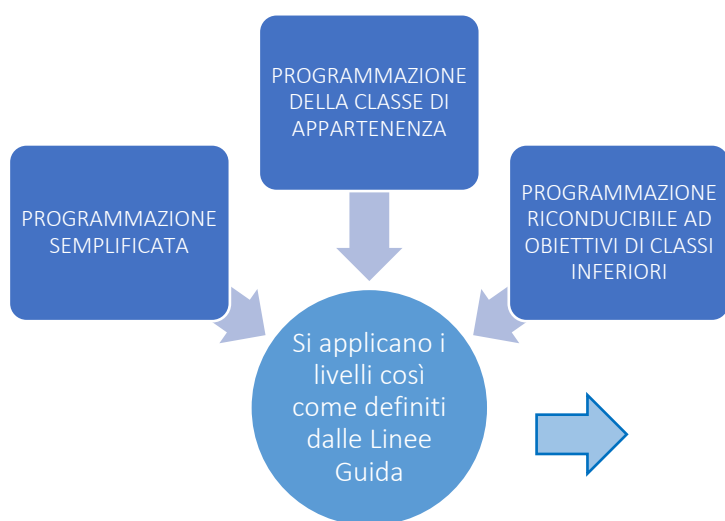 PROGRAMMAZIONE
DELLA CLASSE DI
APPARTENENZA
PROGRAMMAZIONE
SEMPLIFICATA
PROGRAMMAZIONE
RICONDUCIBILE AD
OBIETTIVI DI CLASSI
INFERIORI
Si applicano i
livelli così
come definiti
dalle Linee
Guida